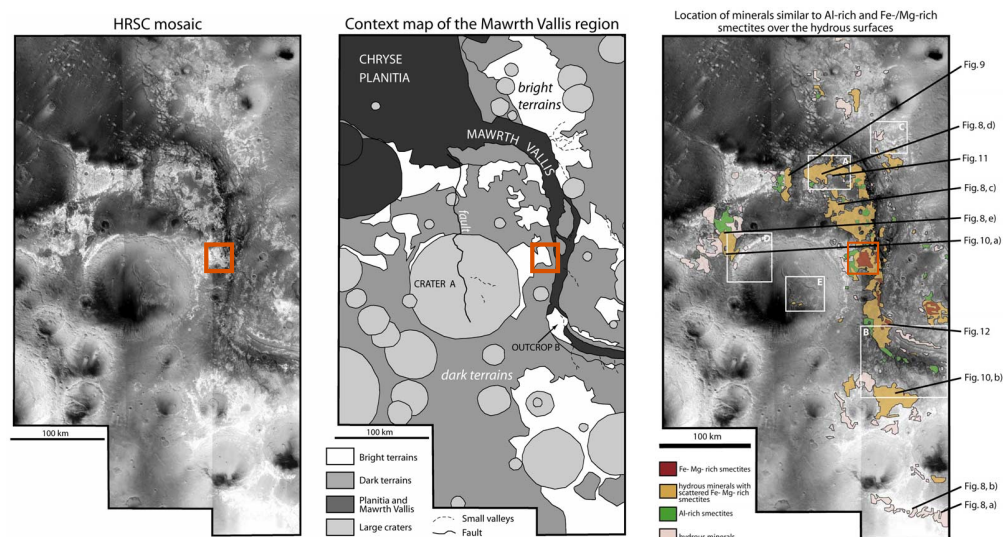 HRSC mosaic
100 km
Context map of the Mawrth Vallis region
CHRYSE
PLANITIA
bright
terrains
MAWRTH VALLIS
fault
CRATER A
OUTCROP B
dark terrains
100 km
Bright terrains
Dark terrains
Planitia and
Mawrth Vallis
Large craters
Small valleys
Fault
Location of minerals similar to Al-rich and Fe-/Mg-rich
smectites over the hydrous surfaces
Fig. 9
Fig. 8, d)
Fig. 11
Fig. 8, c)
Fig. 8, e)
Fig. 10, a)
Fig. 12
Fig. 10, b)
Fig. 8, b)
Fig. 8, a)
C
A
D
E
B
100 km
Fe- Mg- rich smectites
hydrous minerals with
scattered Fe- Mg- rich
smectites
Al-rich smectites
hydrous minerals